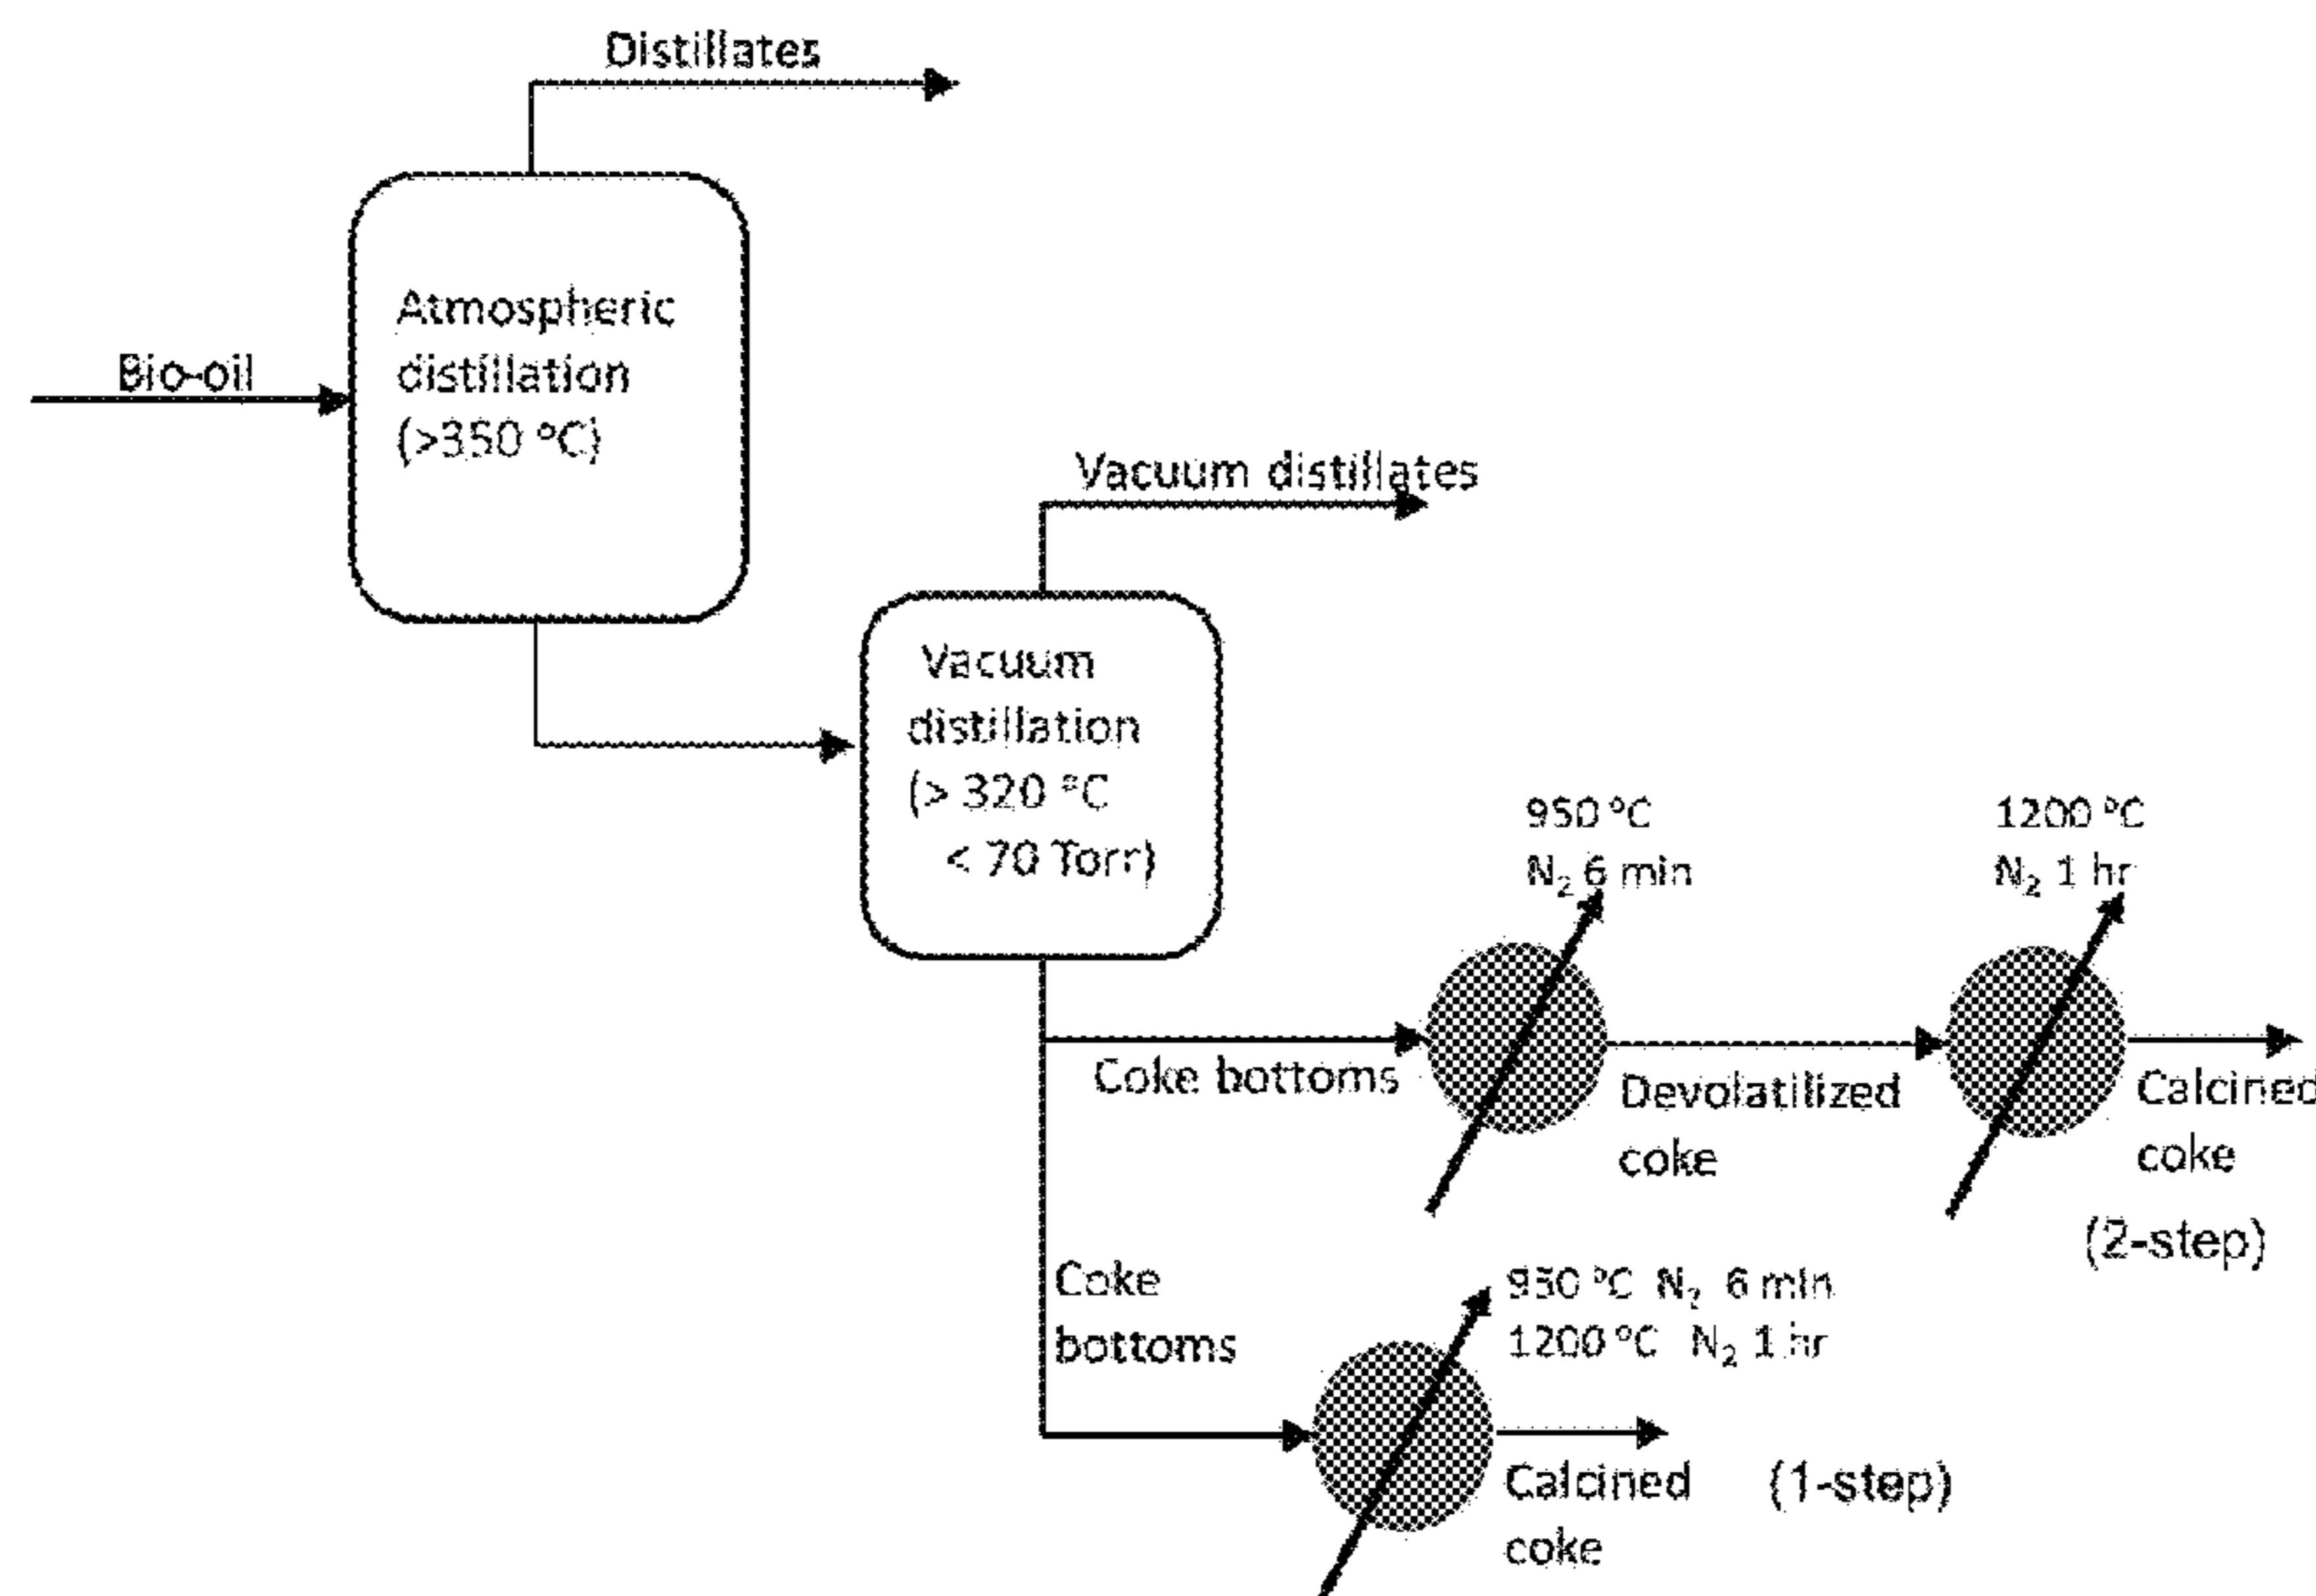 Distillates
Bio-oil
Atmospheric
distillation
(>350 °C)
Vacuum distillates
Vacuum
distillation
(> 320 °C
< 70 Torr)
950 °C
N₂ 6 min
1200 °C
N₂ 1 hr
Coke bottoms
Devolatilized
coke
Calcined
coke
(2-step)
Coke
bottoms
950 °C N₂ 6 min
1200 °C N₂ 1 hr
Calcined
coke
(1-step)